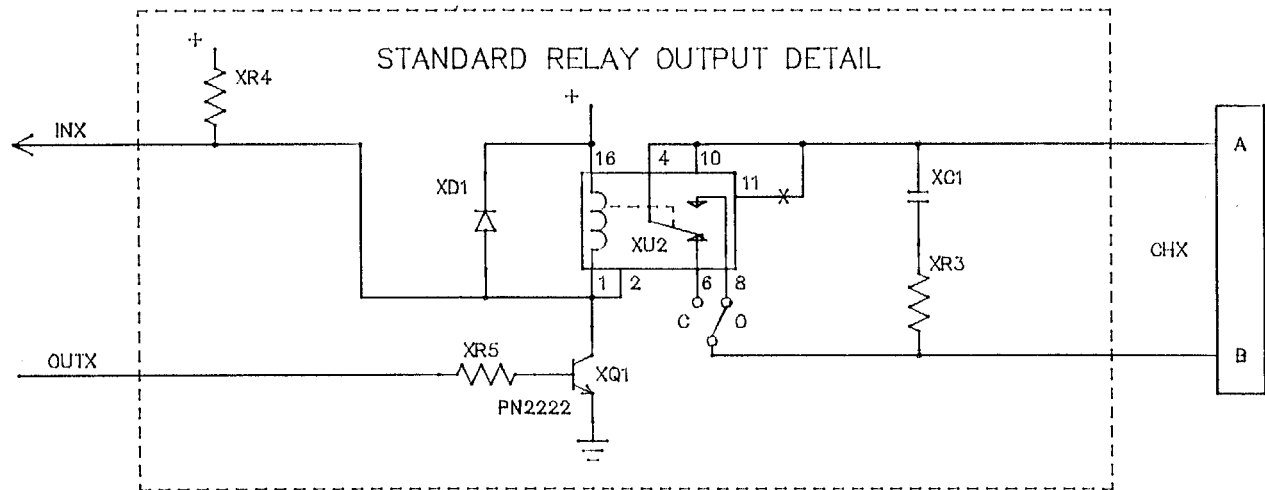 STANDARD RELAY OUTPUT DETAIL
+
XR4
+
INX
A
16
4
10
11
XD1
X
XC1
XU2
CHX
XR3
1
2
6
8
C
O
OUTX
XR5
XQ1
B
PN2222